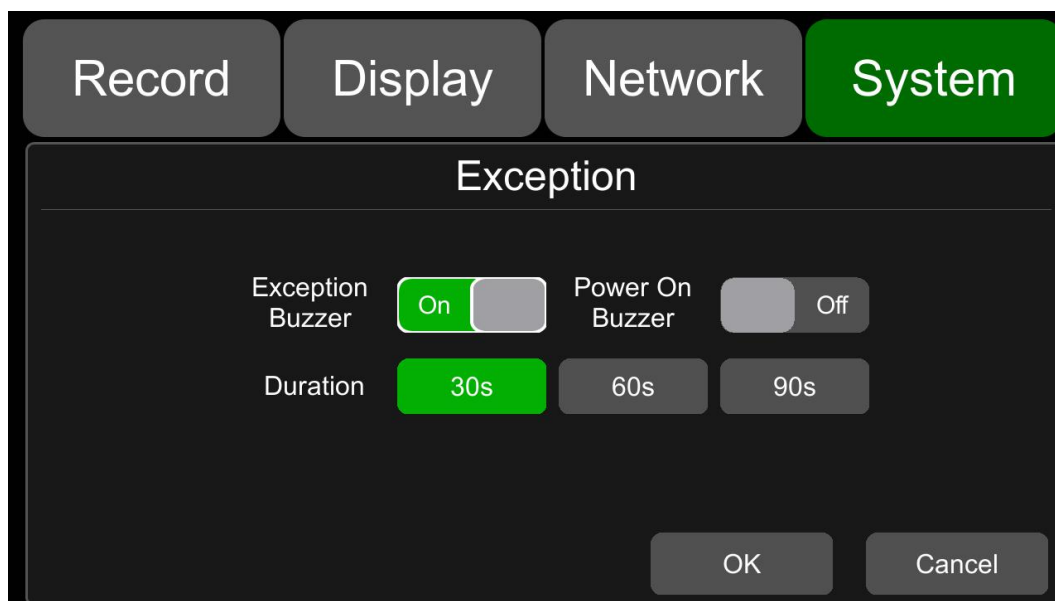 Record Display Network System
Exception
Exception Buzzer On Power On Buzzer Off
Duration 30s 60s 90s
OK Cancel